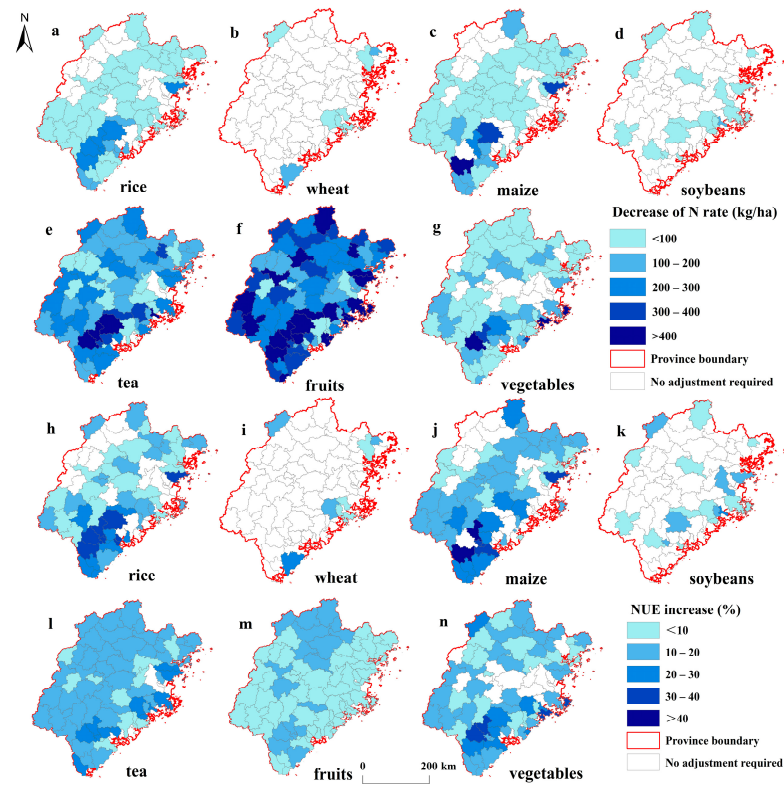 N
a
b
c
d
rice
wheat
maize
soybeans
e
f
g
Decrease of N rate (kg/ha)
<100
100 – 200
200 – 300
300 – 400
>400
Province boundary
No adjustment required
tea
fruits
vegetables
h
i
j
k
ricc
wheat
maize
soybeans
l
m
n
NUE increase (%)
<10
10 – 20
20 – 30
30 – 40
>40
Province boundary
No adjustment required
tea
fruits
0 200 km
vegetables